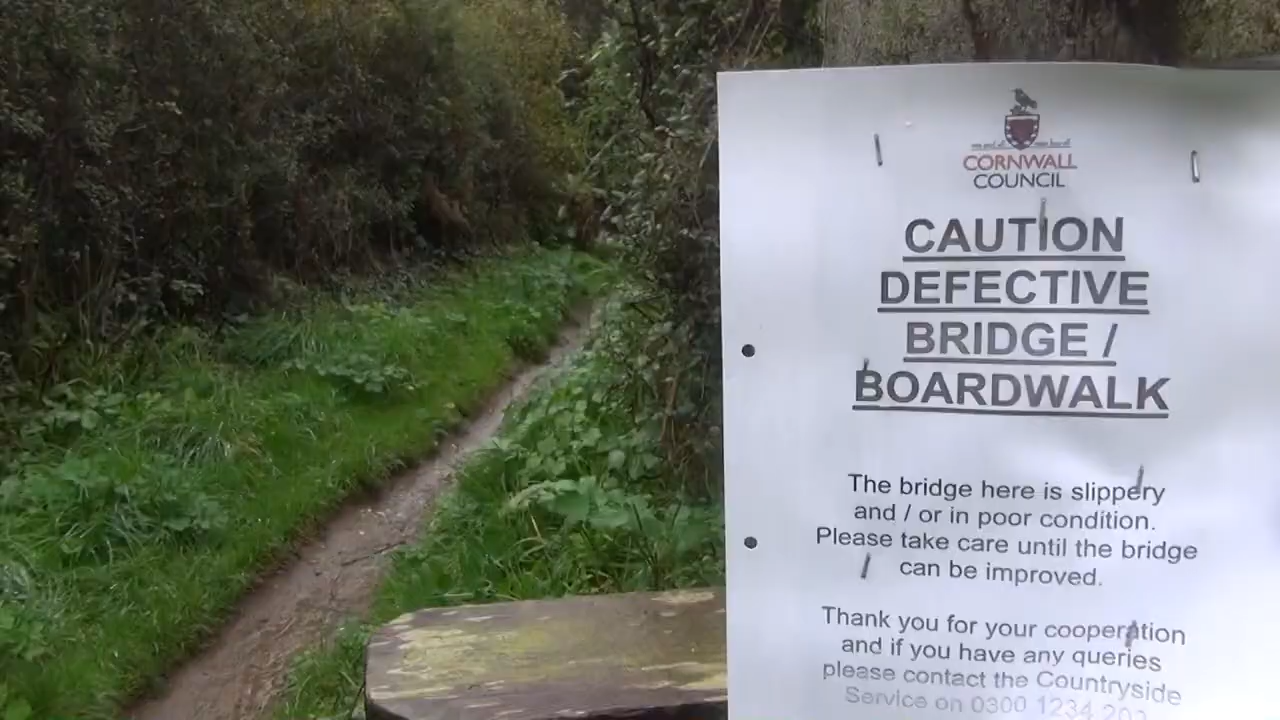 CORNWALL
COUNCIL
CAUTION
DEFECTIVE
BRIDGE /
BOARDWALK
The bridge here is slippery
and / or in poor condition.
Please take care until the bridge
can be improved.
Thank you for your cooperation
and if you have any queries
please contact the Countryside
Service on 0300 1234 202